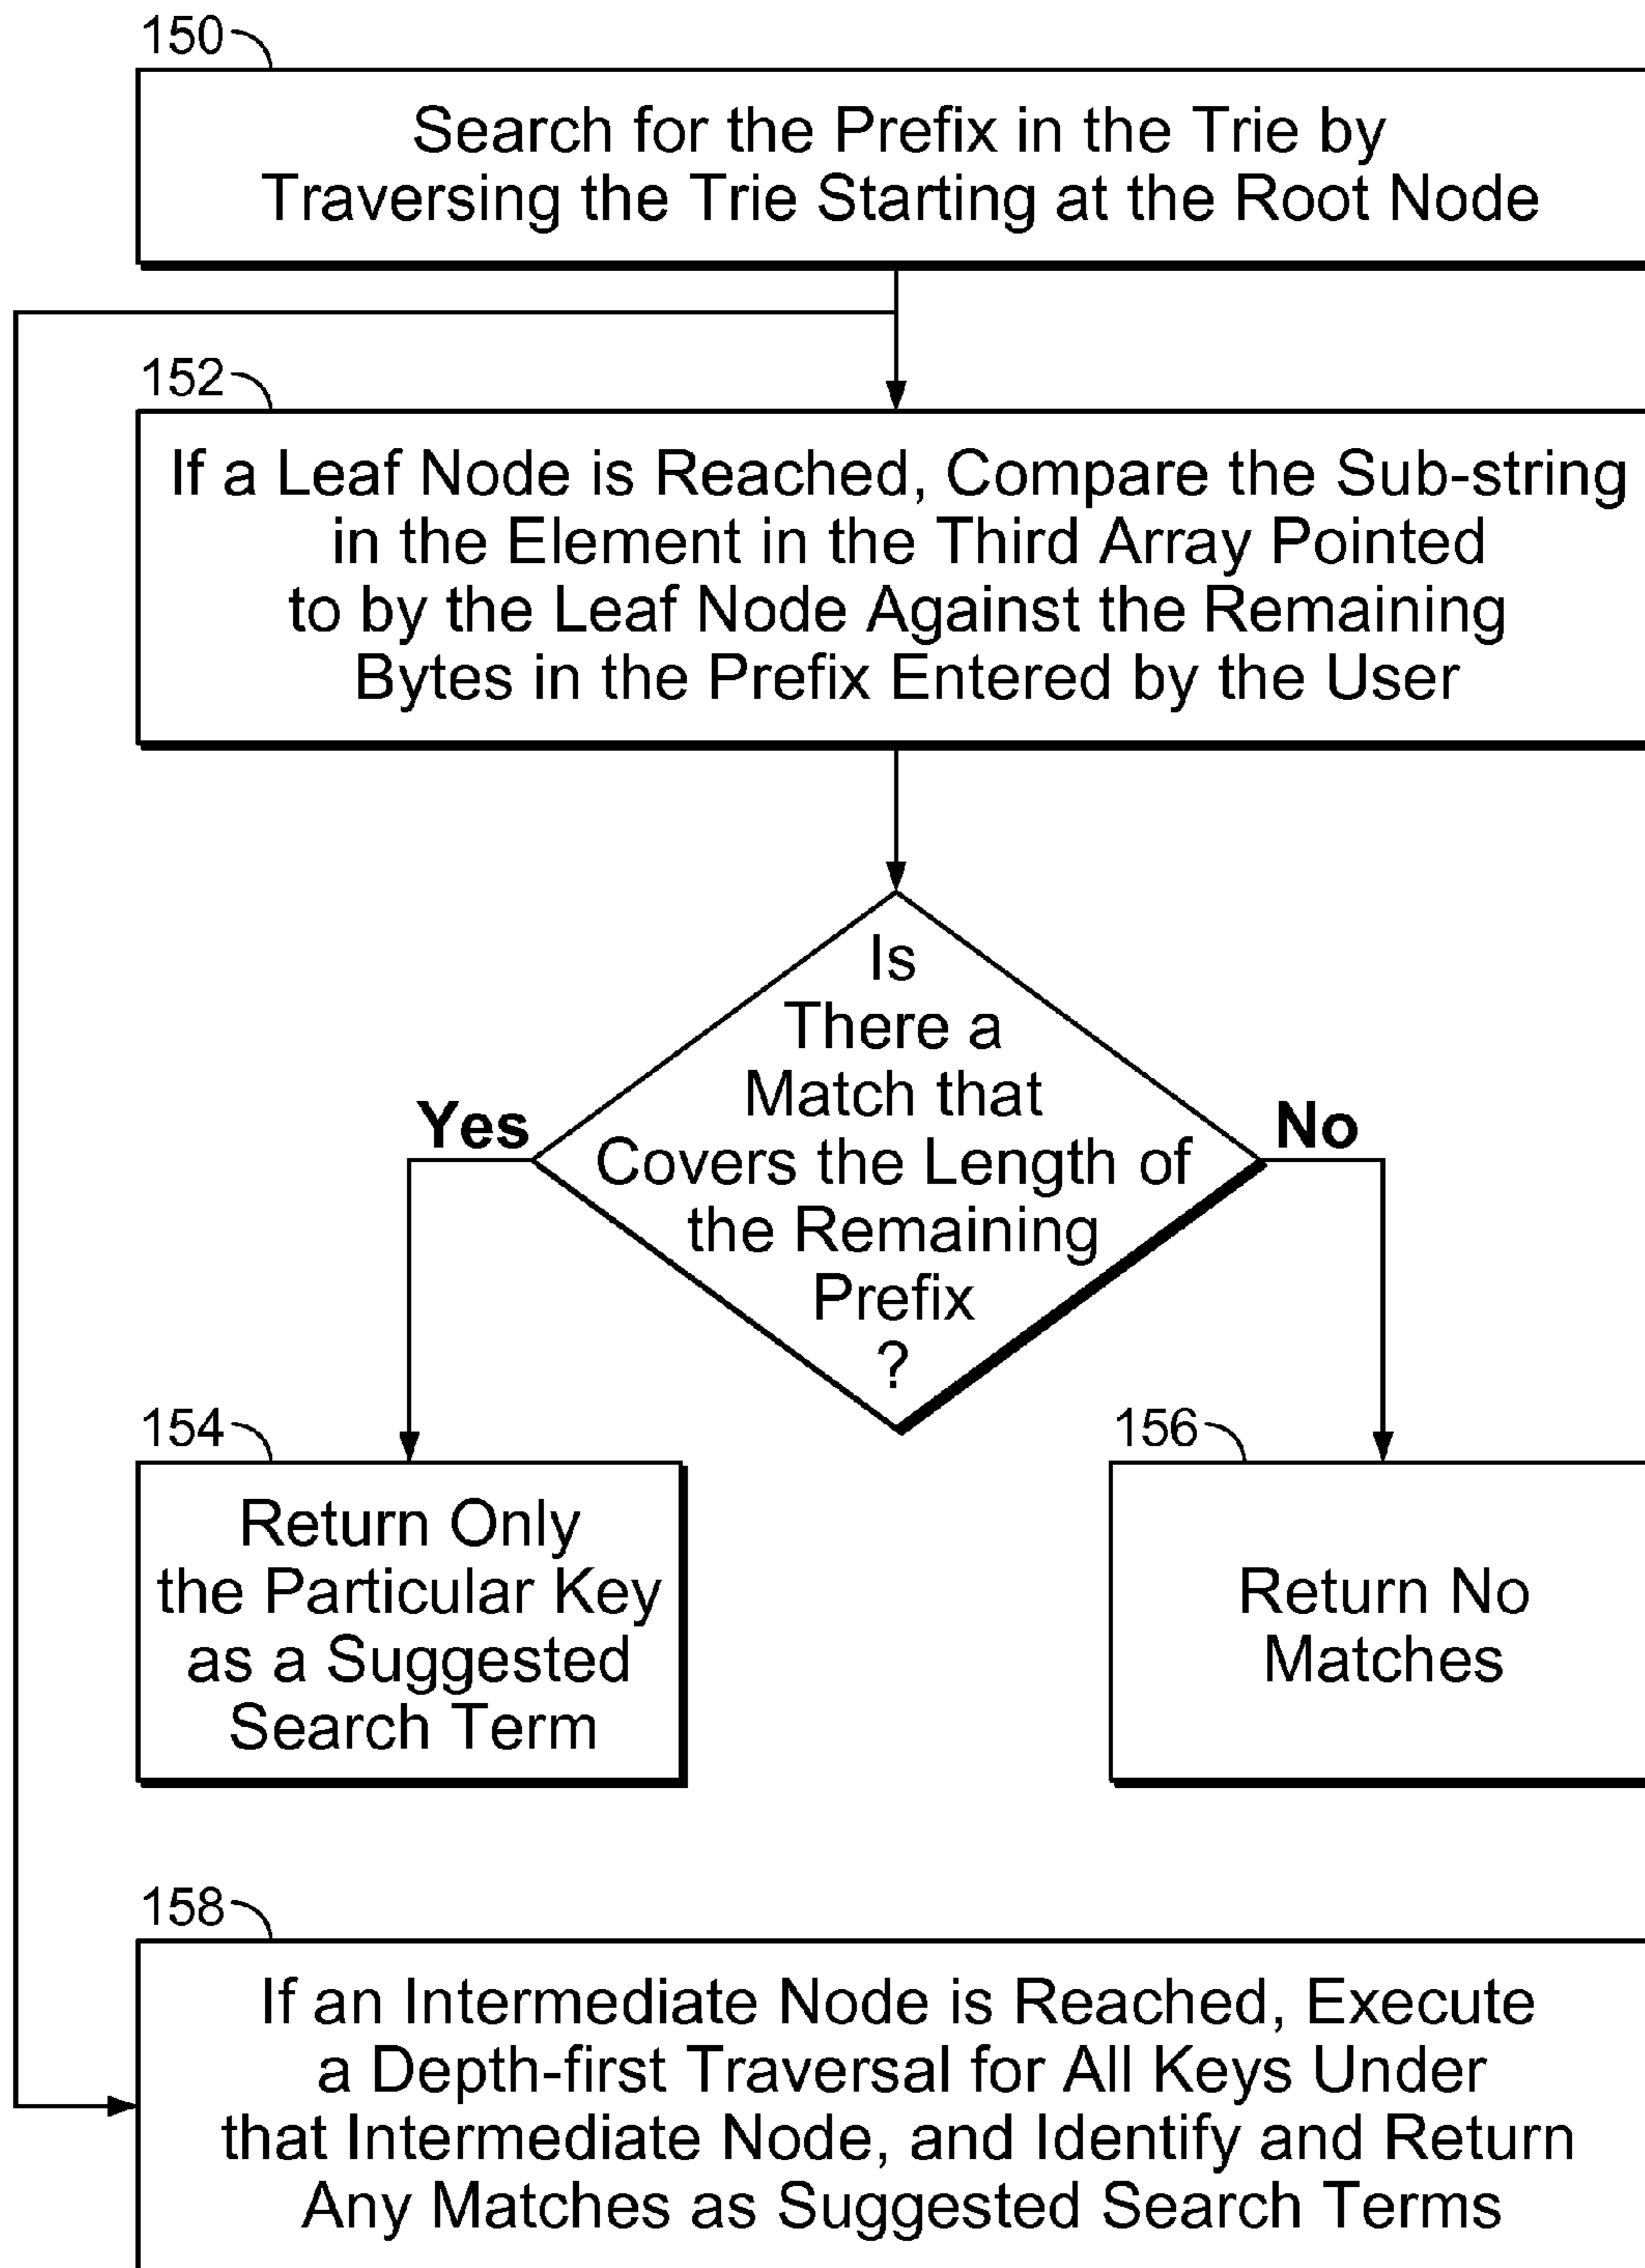 150
Search for the Prefix in the Trie by
Traversing the Trie Starting at the Root Node
152
If a Leaf Node is Reached, Compare the Sub-string
in the Element in the Third Array Pointed
to by the Leaf Node Against the Remaining
Bytes in the Prefix Entered by the User
Is
There a
Match that
Covers the Length of
the Remaining
Prefix
?
Yes
No
154
Return Only
the Particular Key
as a Suggested
Search Term
156
Return No
Matches
158
If an Intermediate Node is Reached, Execute
a Depth-first Traversal for All Keys Under
that Intermediate Node, and Identify and Return
Any Matches as Suggested Search Terms